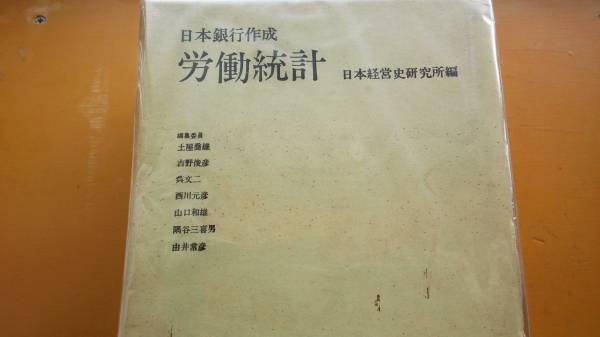 日本銀行作成
労働統計 日本経営史研究所編
編集委員
土屋喬雄
吉野俊彦
呉文二
西川元彦
山口和雄
隅谷三喜男
由井常彦